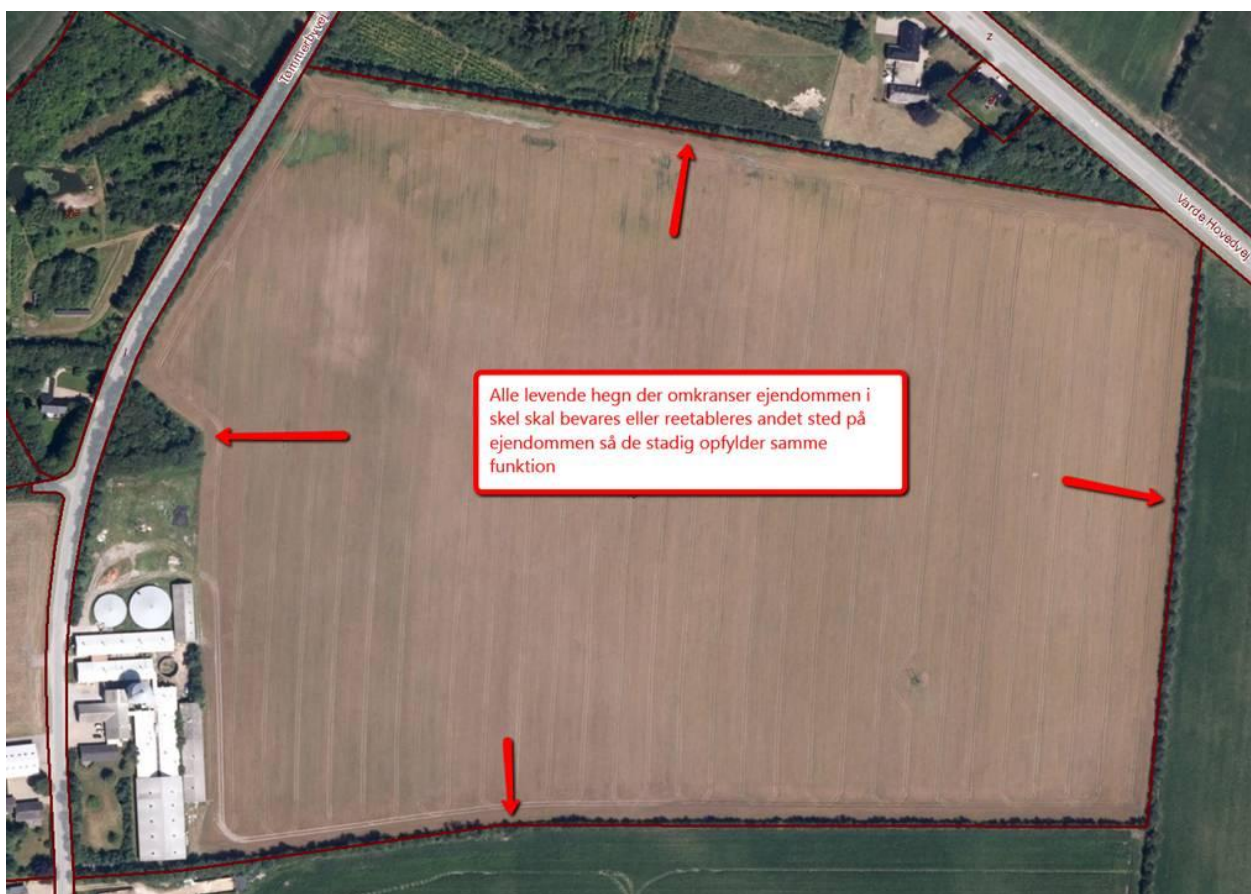 Tømmerbyvej
Z
Varde Hovedvej
Alle levende hegn der omkranser ejendommen i
skel skal bevares eller reetableres andet sted på
ejendommen så de stadig opfylder samme
funktion